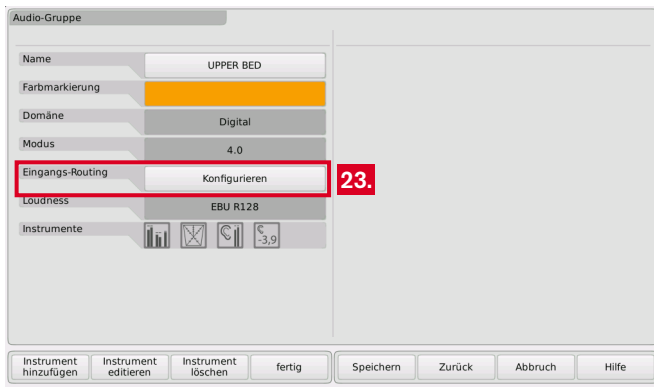 Audio-Gruppe
Name
UPPER BED
Farbmarkierung
Domäne
Digital
Modus
4.0
Eingangs-Routing
Konfigurieren
23.
Loudness
EBU R128
Instrumente
-3,9
Instrument
hinzufügen
Instrument
editieren
Instrument
löschen
fertig
Speichern
Zurück
Abbruch
Hilfe